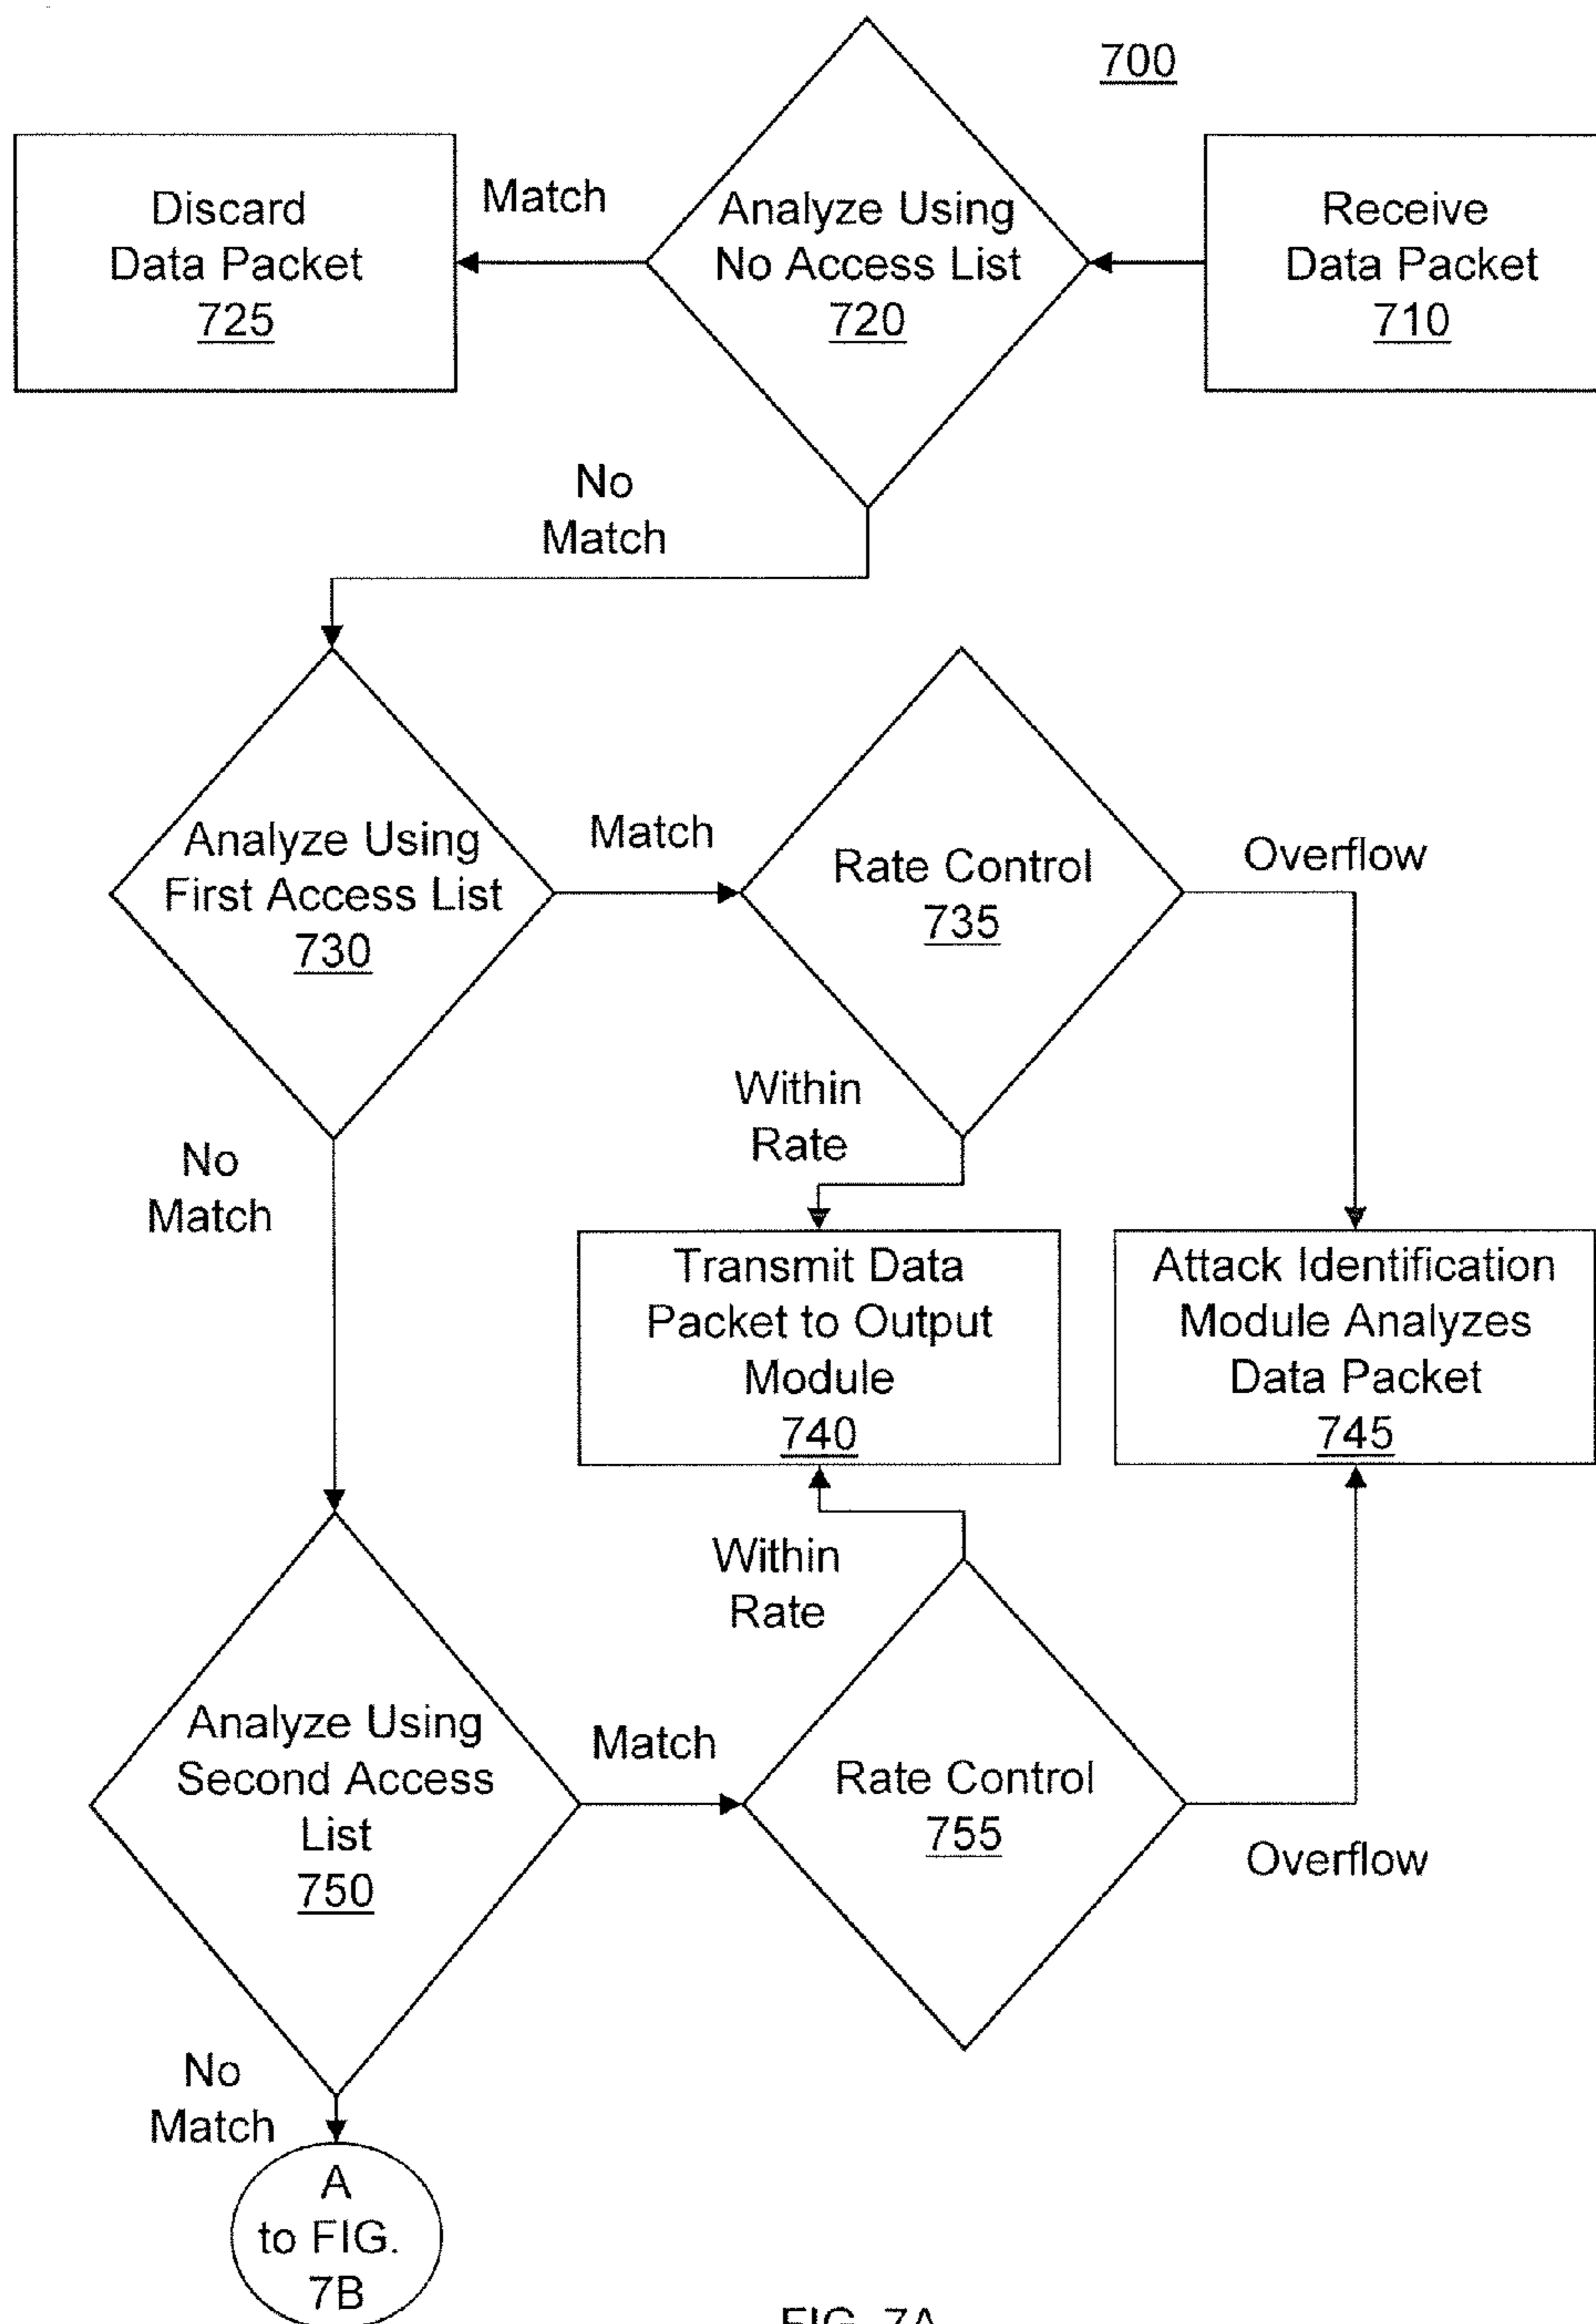 700
Receive
Data Packet
710
Analyze Using
No Access List
720
Match
Discard
Data Packet
725
No
Match
Analyze Using
First Access List
730
Match
Rate Control
735
Overflow
Within
Rate
No
Match
Transmit Data
Packet to Output
Module
740
Attack Identification
Module Analyzes
Data Packet
745
Within
Rate
Analyze Using
Second Access
List
750
Match
Rate Control
755
Overflow
No
Match
A
to FIG.
7B
FIG. 7A